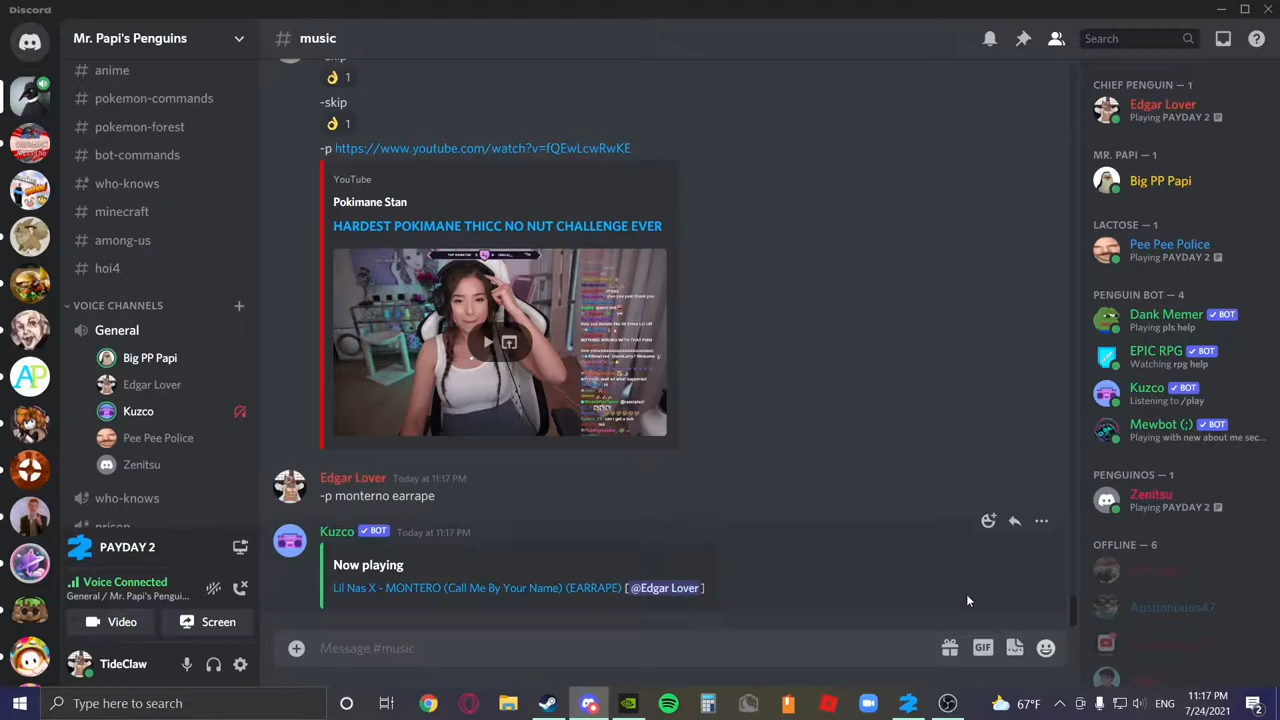 Discord
Mr. Papi's Penguins
anime
pokemon-commands
pokemon-forest
bot-commands
who-knows
minecraft
among-us
hoi4
VOICE CHANNELS
General
Big PP Papi
Edgar Lover
Kuzco
Pee Pee Police
Zenitsu
who-knows
prison
PAYDAY 2
Voice Connected
General / Mr. Papi's Pengui...
Video
Screen
TideClaw
# music
Search
-skip
👌 1
-skip
👌 1
-p https://www.youtube.com/watch?v=fQEwLcwRwKE
YouTube
Pokimane Stan
HARDEST POKIMANE THICC NO NUT CHALLENGE EVER
Edgar Lover Today at 11:17 PM
-p monterno earrape
Kuzco BOT Today at 11:17 PM
Now playing
Lil Nas X - MONTERO (Call Me By Your Name) (EARRAPE) [ @Edgar Lover ]
Message #music
GIF
CHIEF PENGUIN — 1
Edgar Lover
Playing PAYDAY 2
MR. PAPI — 1
Big PP Papi
LACTOSE — 1
Pee Pee Police
Playing PAYDAY 2
PENGUIN BOT — 4
Dank Memer BOT
Playing pls help
EPIC RPG BOT
Watching rpg help
Kuzco BOT
Listening to /play
Mewbot (;) BOT
Playing with new about me sec...
PENGUINOS — 1
Zenitsu
Playing PAYDAY 2
OFFLINE — 6
AP
Type here to search
67°F
ENG
11:17 PM
7/24/2021
2